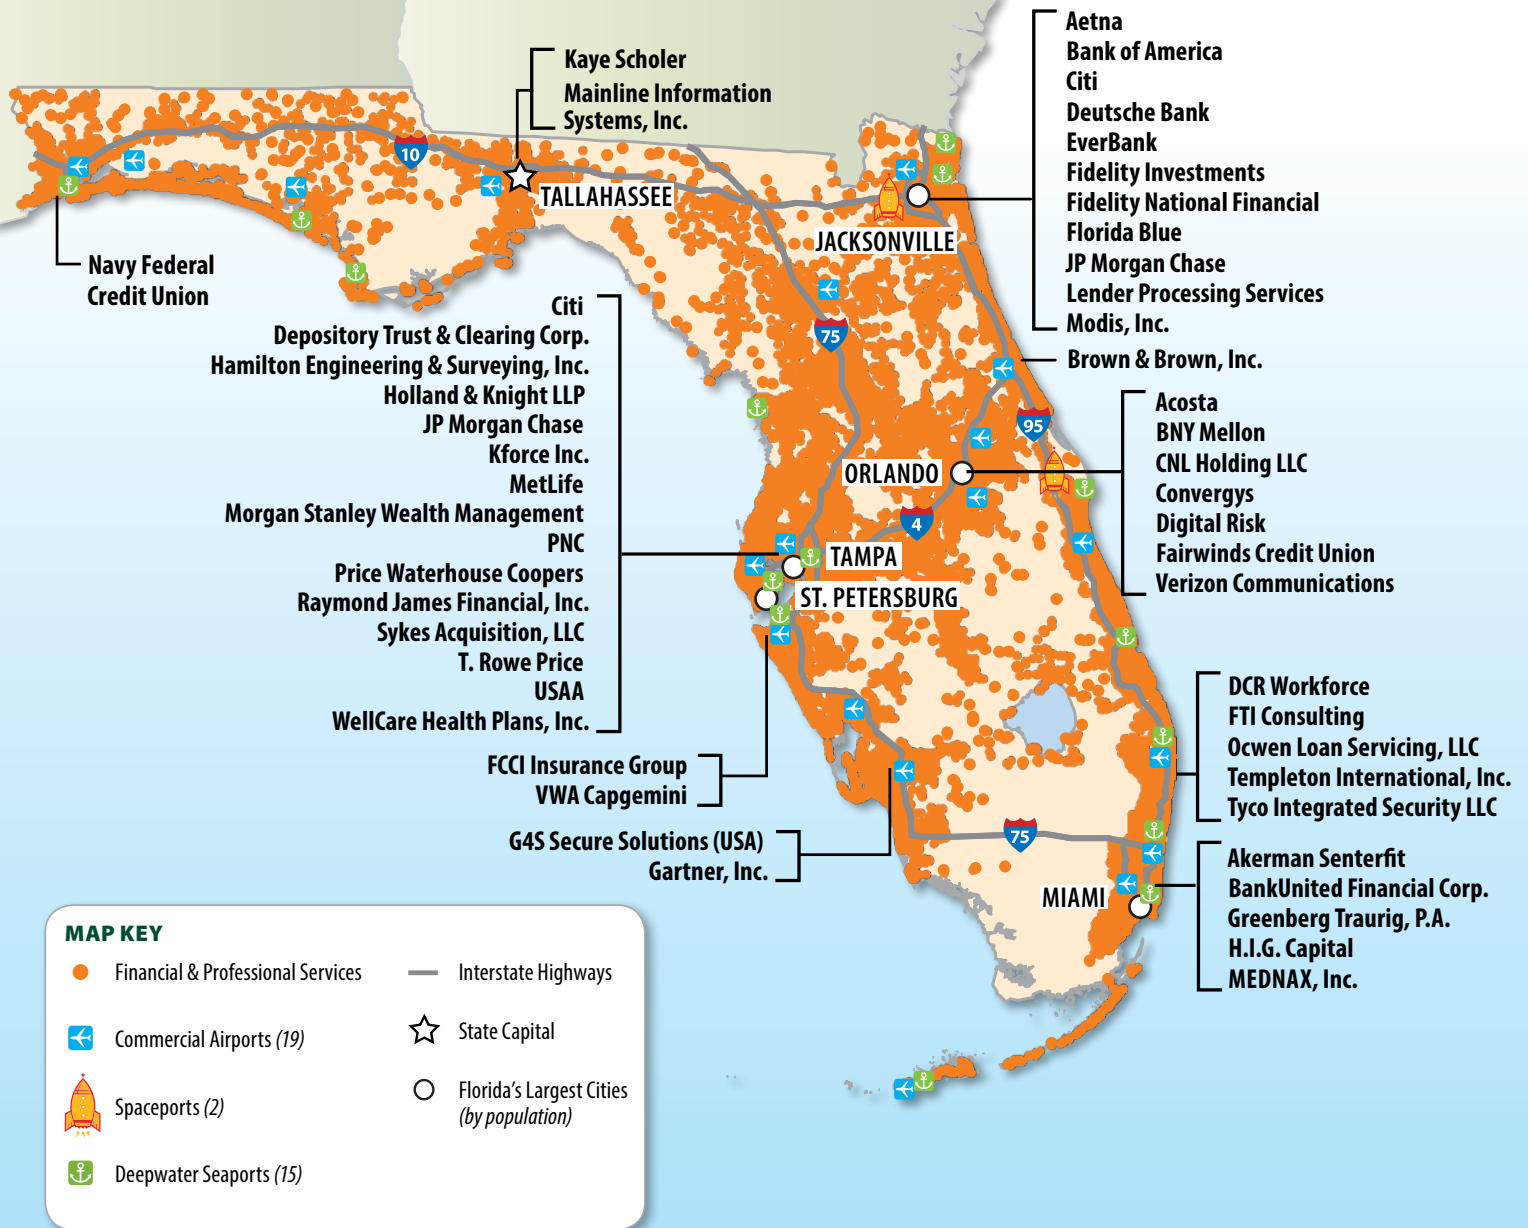 Kaye Scholer
Mainline Information
Systems, Inc.
Aetna
Bank of America
Citi
Deutsche Bank
EverBank
Fidelity Investments
Fidelity National Financial
Florida Blue
JP Morgan Chase
Lender Processing Services
Modis, Inc.
Brown & Brown, Inc.
10
TALLAHASSEE
JACKSONVILLE
Navy Federal
Credit Union
75
95
Citi
Depository Trust & Clearing Corp.
Hamilton Engineering & Surveying, Inc.
Holland & Knight LLP
JP Morgan Chase
Kforce Inc.
MetLife
Morgan Stanley Wealth Management
PNC
Price Waterhouse Coopers
Raymond James Financial, Inc.
Sykes Acquisition, LLC
T. Rowe Price
USAA
WellCare Health Plans, Inc.
Acosta
BNY Mellon
CNL Holding LLC
Convergys
Digital Risk
Fairwinds Credit Union
Verizon Communications
ORLANDO
4
TAMPA
ST. PETERSBURG
FCCI Insurance Group
VWA Capgemini
G4S Secure Solutions (USA)
Gartner, Inc.
75
DCR Workforce
FTI Consulting
Ocwen Loan Servicing, LLC
Templeton International, Inc.
Tyco Integrated Security LLC
MIAMI
Akerman Senterfit
BankUnited Financial Corp.
Greenberg Traurig, P.A.
H.I.G. Capital
MEDNAX, Inc.
MAP KEY
Financial & Professional Services
Commercial Airports (19)
Spaceports (2)
Deepwater Seaports (15)
Interstate Highways
State Capital
Florida's Largest Cities
(by population)